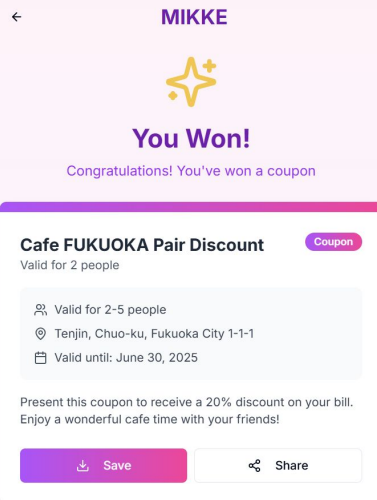 MIKKE
You Won!
Congratulations! You've won a coupon
Cafe FUKUOKA Pair Discount
Coupon
Valid for 2 people
Valid for 2-5 people
Tenjin, Chuo-ku, Fukuoka City 1-1-1
Valid until: June 30, 2025
Present this coupon to receive a 20% discount on your bill.
Enjoy a wonderful cafe time with your friends!
Save
Share